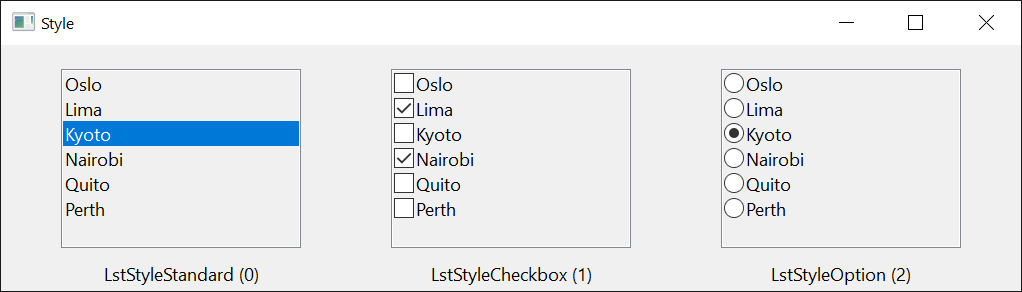 Style
Oslo
Lima
Kyoto
Nairobi
Quito
Perth
LstStyleStandard (0)
Oslo
Lima
Kyoto
Nairobi
Quito
Perth
LstStyleCheckbox (1)
Oslo
Lima
Kyoto
Nairobi
Quito
Perth
LstStyleOption (2)